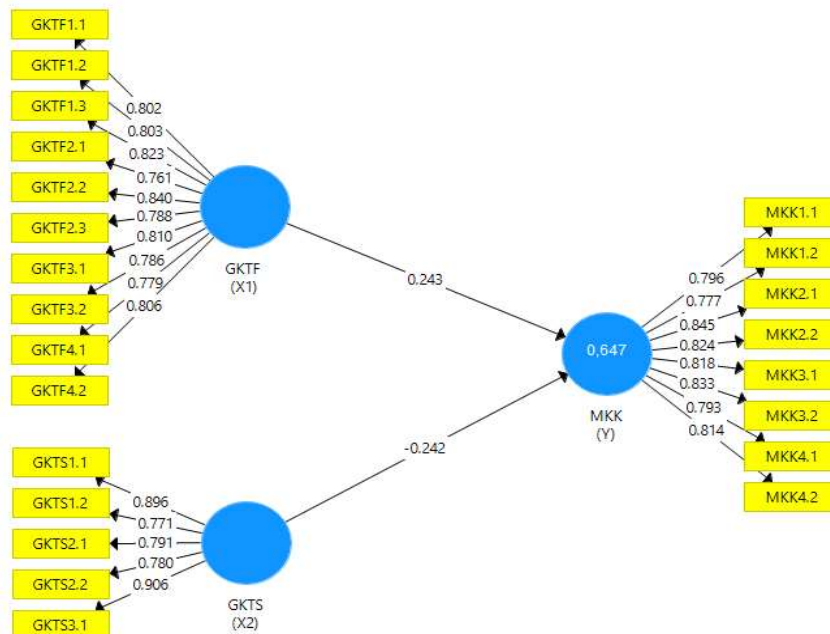 GKTF1.1
GKTF1.2
GKTF1.3
GKTF2.1
GKTF2.2
GKTF2.3
GKTF3.1
GKTF3.2
GKTF4.1
GKTF4.2
0.802
0.803
0.823
0.761
0.840
0.788
0.810
0.786
0.779
0.806
GKTF
(X1)
0.243
GKTS1.1
GKTS1.2
GKTS2.1
GKTS2.2
GKTS3.1
0.896
0.771
0.791
0.780
0.906
GKTS
(X2)
-0.242
0,647
MKK
(Y)
0.796
0.777
0.845
0.824
0.818
0.833
0.793
0.814
MKK1.1
MKK1.2
MKK2.1
MKK2.2
MKK3.1
MKK3.2
MKK4.1
MKK4.2